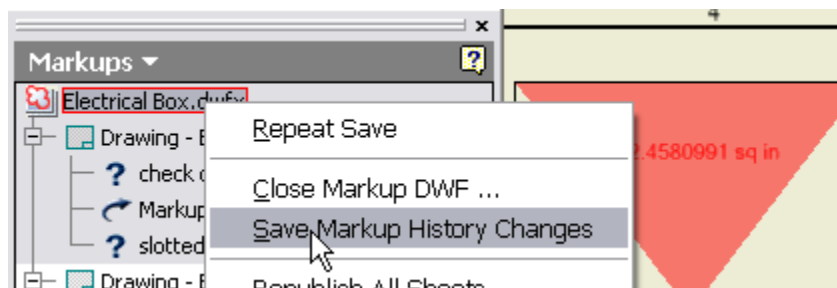 4
Markups
Electrical Box.dwfx
Drawing -
check
Markup
slotted
Drawing -
Repeat Save
Close Markup DWF ...
Save Markup History Changes
Republish All Sheets
.4580991 sq in